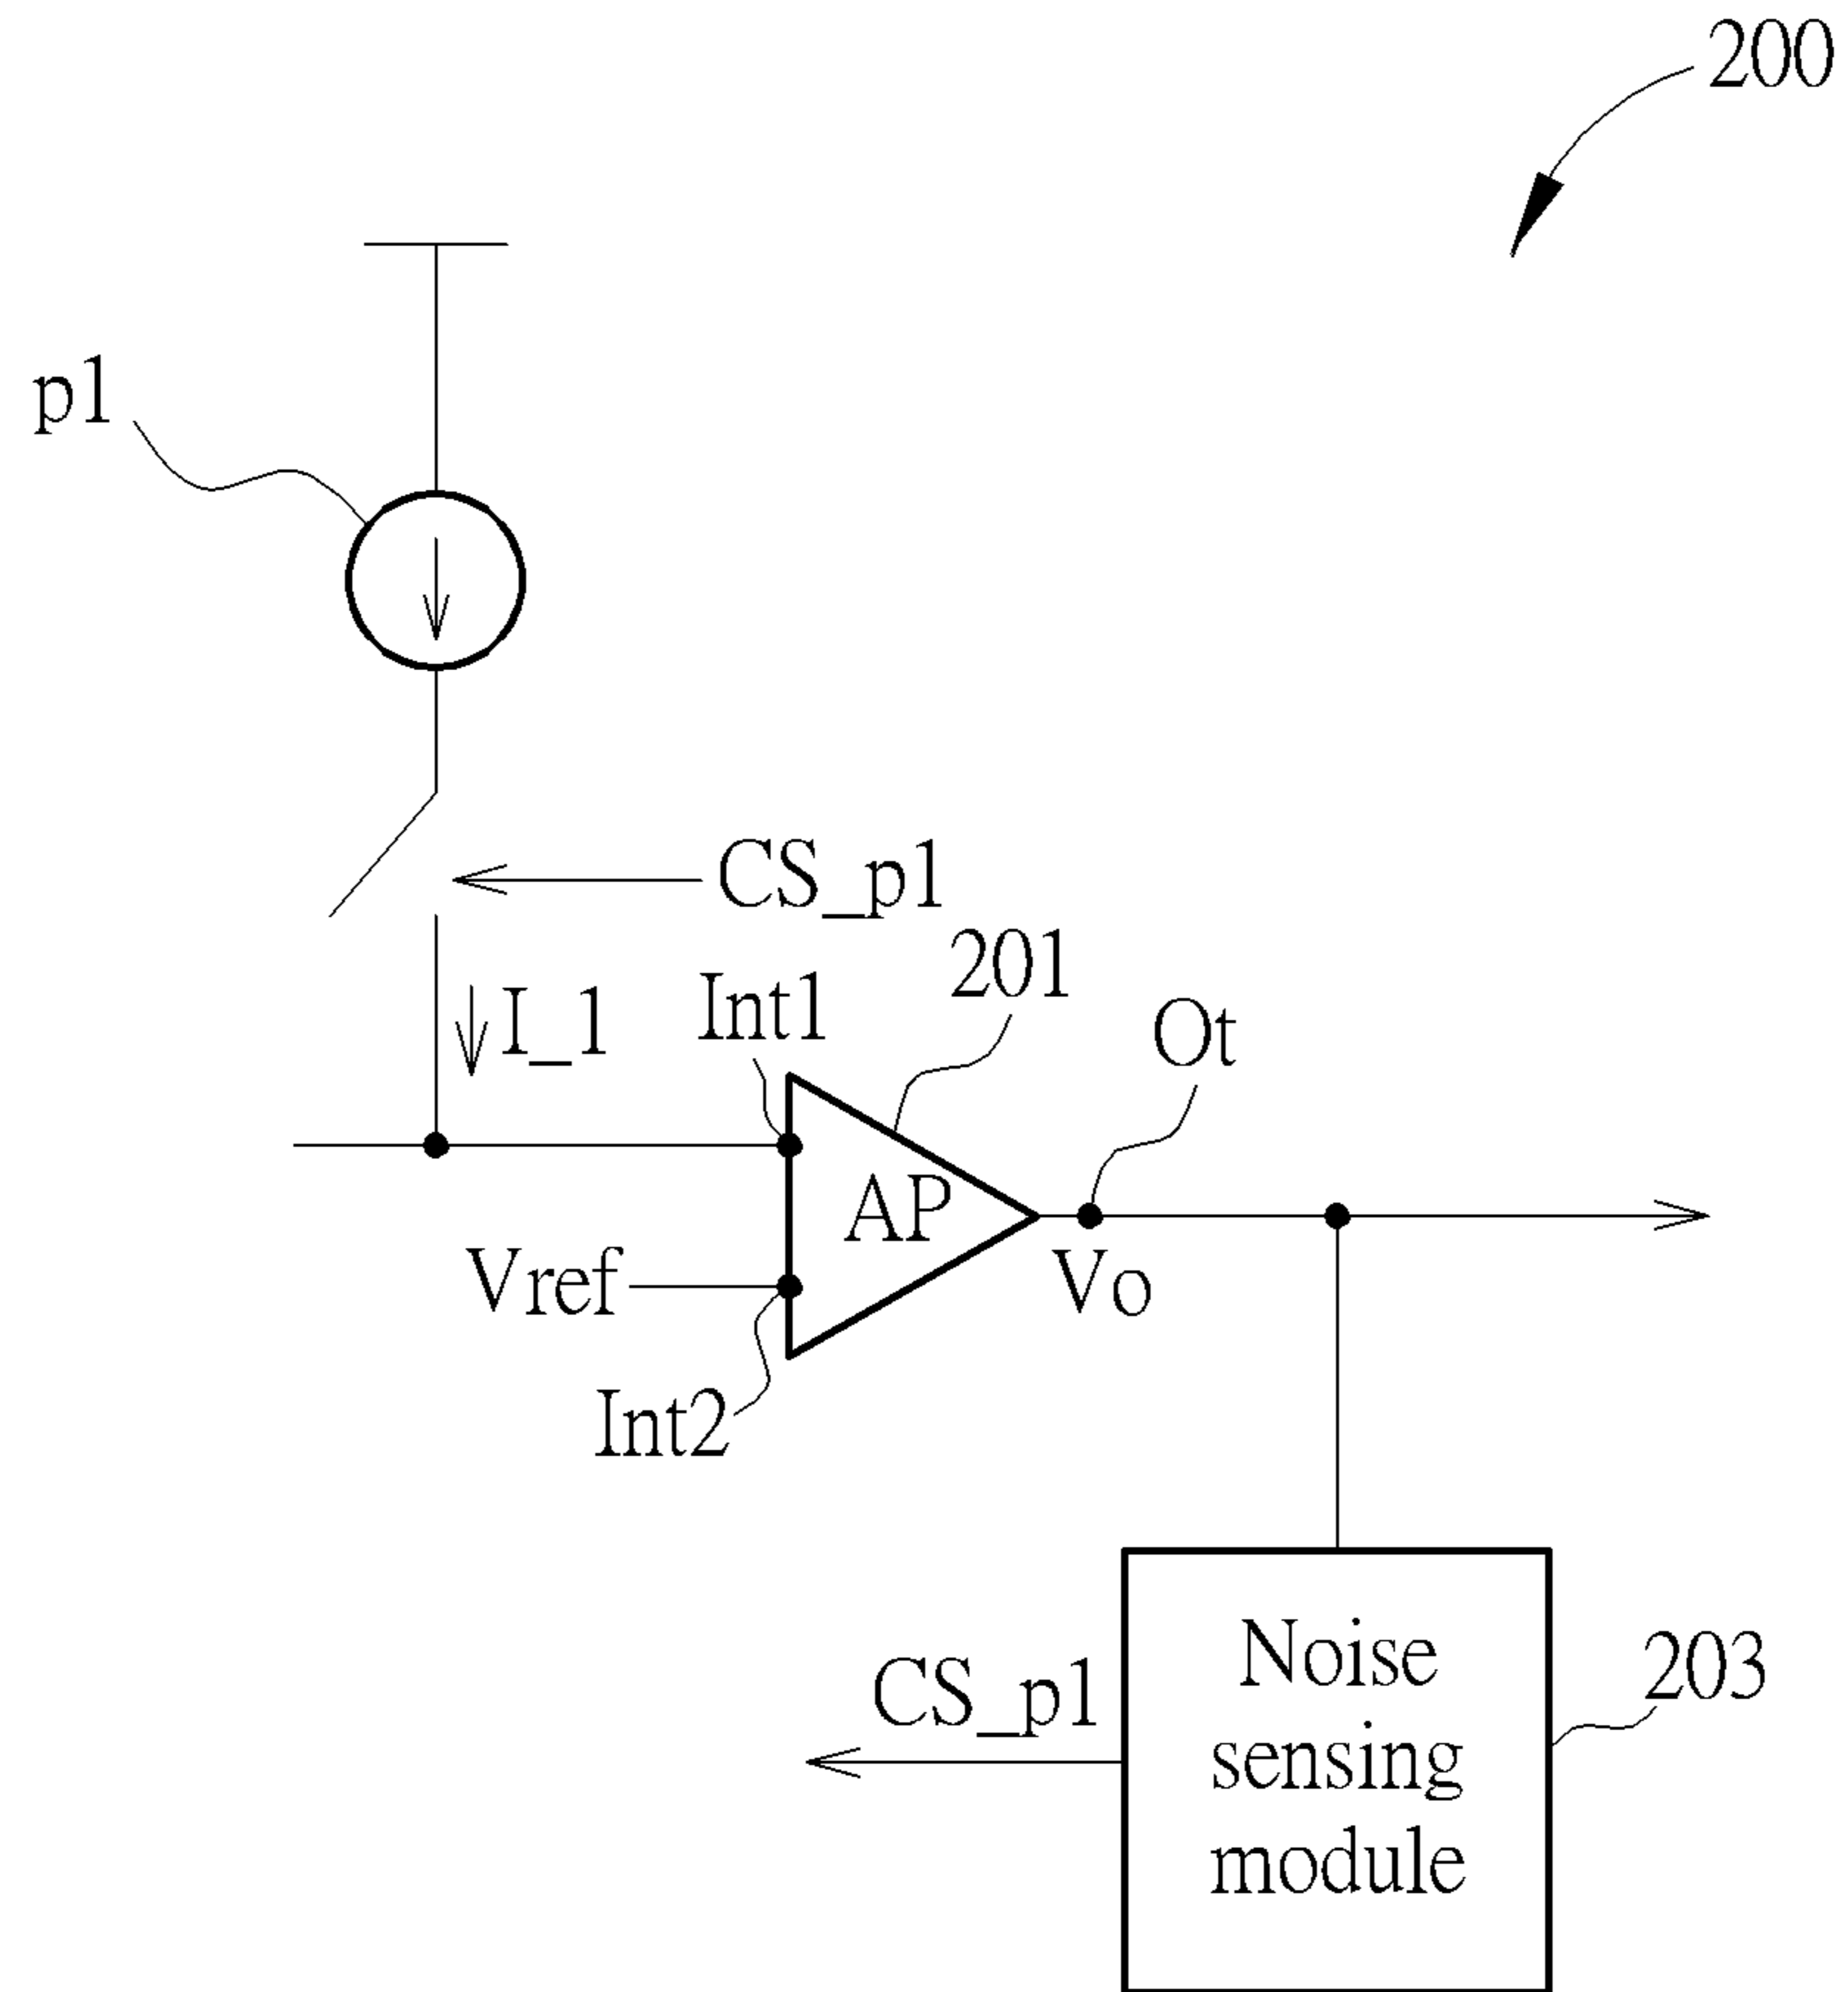 200
p1
CS_p1
201
Int1
I_1
Ot
AP
Vref
Vo
Int2
Noise
sensing
module
203
CS_p1